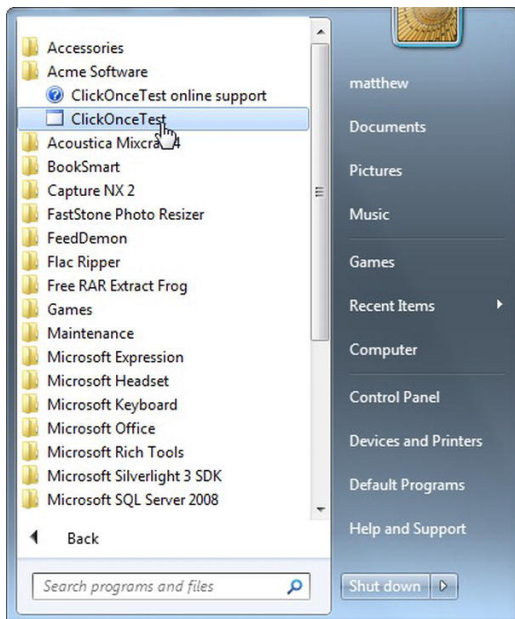 Accessories
Acme Software
ClickOnceTest online support
ClickOnceTest
Acoustica Mixcraft 4
BookSmart
Capture NX 2
FastStone Photo Resizer
FeedDemon
Flac Ripper
Free RAR Extract Frog
Games
Maintenance
Microsoft Expression
Microsoft Headset
Microsoft Keyboard
Microsoft Office
Microsoft Rich Tools
Microsoft Silverlight 3 SDK
Microsoft SQL Server 2008
Back
Search programs and files
matthew
Documents
Pictures
Music
Games
Recent Items
Computer
Control Panel
Devices and Printers
Default Programs
Help and Support
Shut down